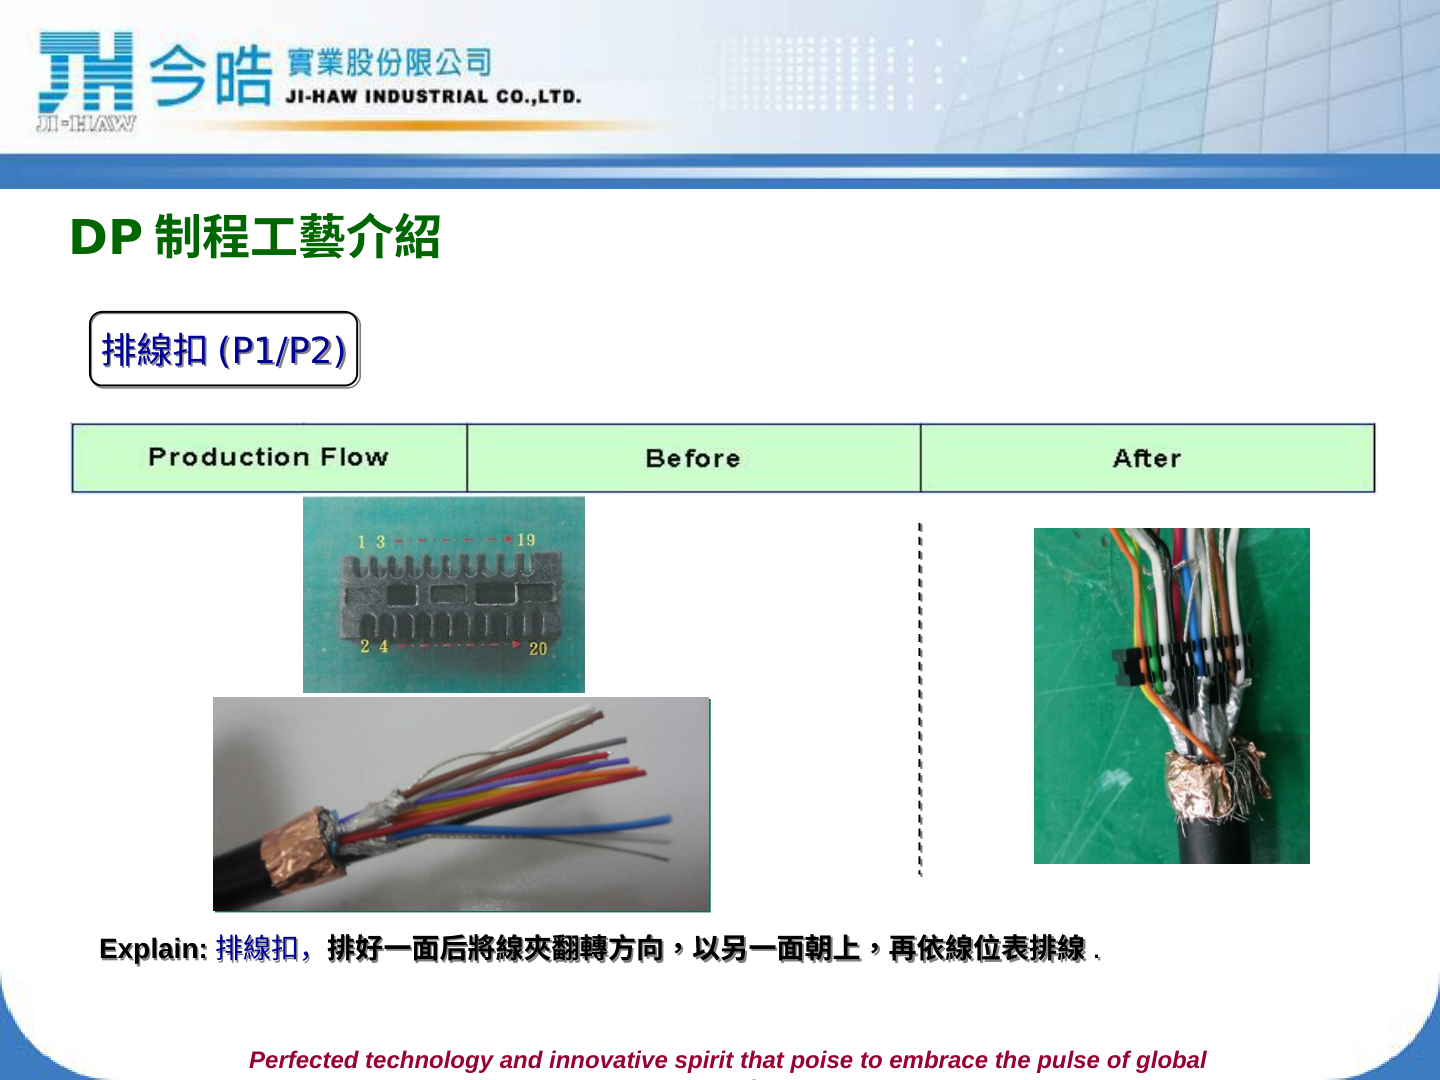 今皓 實業股份限公司
JI-HAW INDUSTRIAL CO.,LTD.
JI-HAW
DP 制程工藝介紹
排線扣 (P1/P2)
Production Flow Before After
1 3 19
2 4 20
Explain: 排線扣，排好一面后將線夾翻轉方向，以另一面朝上，再依線位表排線 .
Perfected technology and innovative spirit that poise to embrace the pulse of global